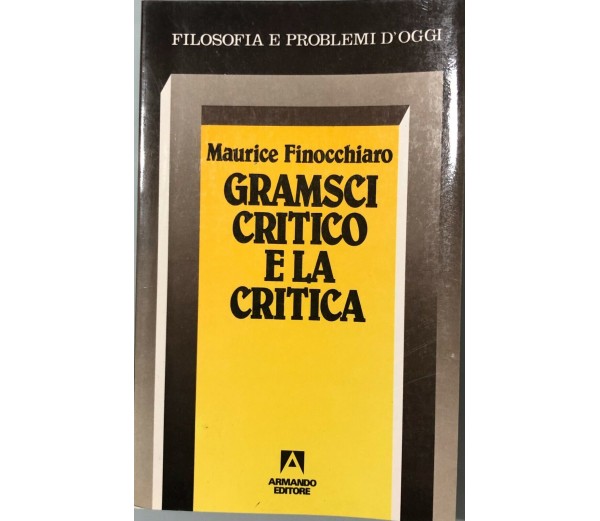 FILOSOFIA E PROBLEMI D'OGGI
Maurice Finocchiaro
GRAMSCI
CRITICO
E LA
CRITICA
ARMANDO
EDITORE